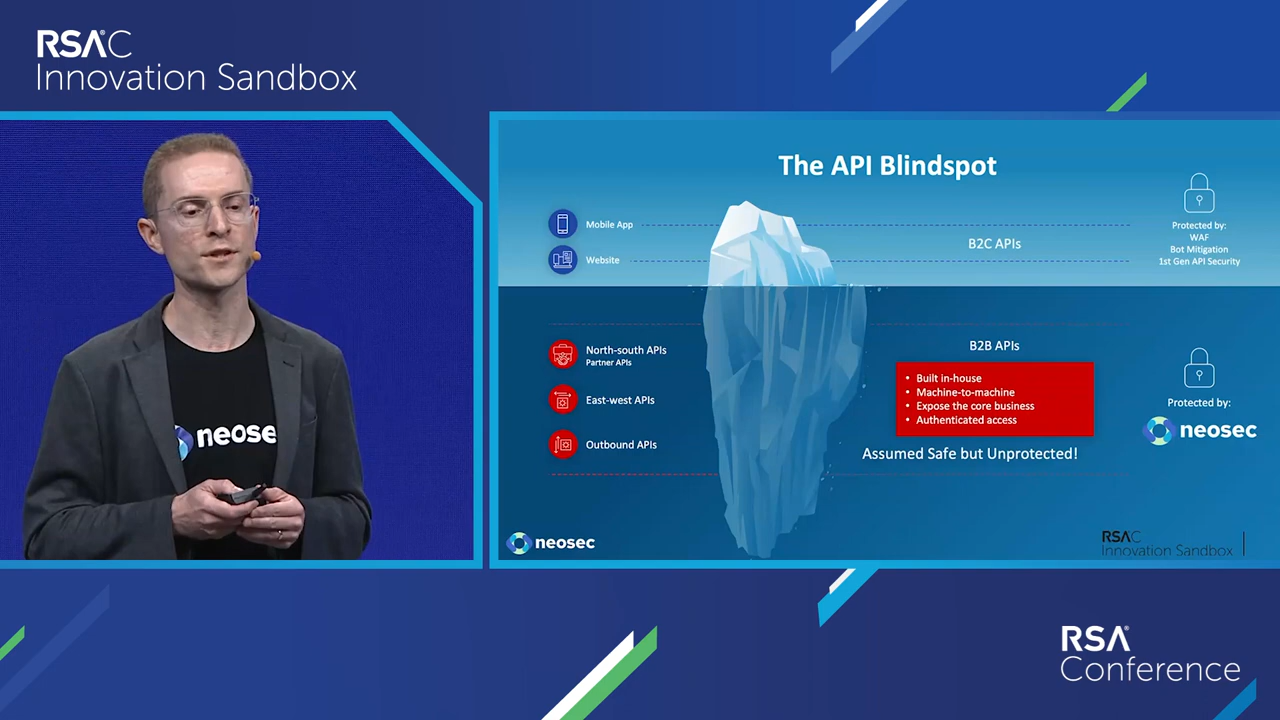 RSA®C
Innovation Sandbox
neose
The API Blindspot
Mobile App
Website
B2C APIs
Protected by:
WAF
Bot Mitigation
1st Gen API Security
North-south APIs
Partner APIs
East-west APIs
Outbound APIs
B2B APIs
• Built in-house
• Machine-to-machine
• Expose the core business
• Authenticated access
Assumed Safe but Unprotected!
Protected by:
neosec
neosec
RSAC
Innovation Sandbox
RSA®
Conference